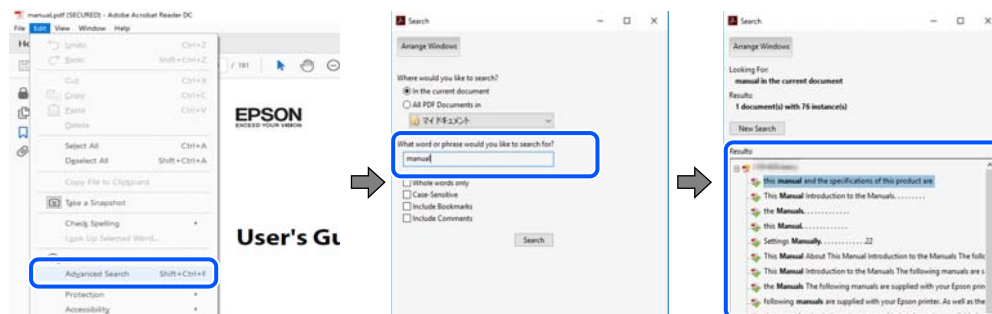 manual.pdf (SECURED) - Adobe Acrobat Reader DC
File Edit View Window Help
Undo Ctrl+Z
Redo Shift+Ctrl+Z
Cut Ctrl+X
Copy Ctrl+C
Paste Ctrl+V
Delete
Select All Ctrl+A
Deselect All Shift+Ctrl+A
Copy File to Clipboard
Take a Snapshot
Check Spelling
Look Up Selected Word...
Advanced Search Shift+Ctrl+F
Protection
Accessibility
/ 181
EPSON
EXCEED YOUR VISION
User's Gu
Search
Arrange Windows
Where would you like to search?
In the current document
All PDF Documents in
マイ ドキュメント
What word or phrase would you like to search for?
manual
Whole words only
Case-Sensitive
Include Bookmarks
Include Comments
Search
Search
Arrange Windows
Looking For:
manual in the current document
Results:
1 document(s) with 76 instance(s)
New Search
Results:
this manual and the specifications of this product are
This Manual Introduction to the Manuals. . . . . . . . .
the Manuals. . . . . . . . . . . . .
this Manual. . . . . . . . . . . . .
Settings Manually. . . . . . . . . . . . .22
This Manual About This Manual Introduction to the Manuals The follo
This Manual Introduction to the Manuals The following manuals are s
the Manuals The following manuals are supplied with your Epson prin
following manuals are supplied with your Epson printer. As well as the